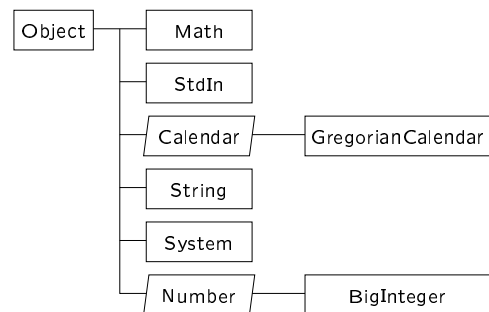 Object
Math
StdIn
Calendar
GregorianCalendar
String
System
Number
BigInteger